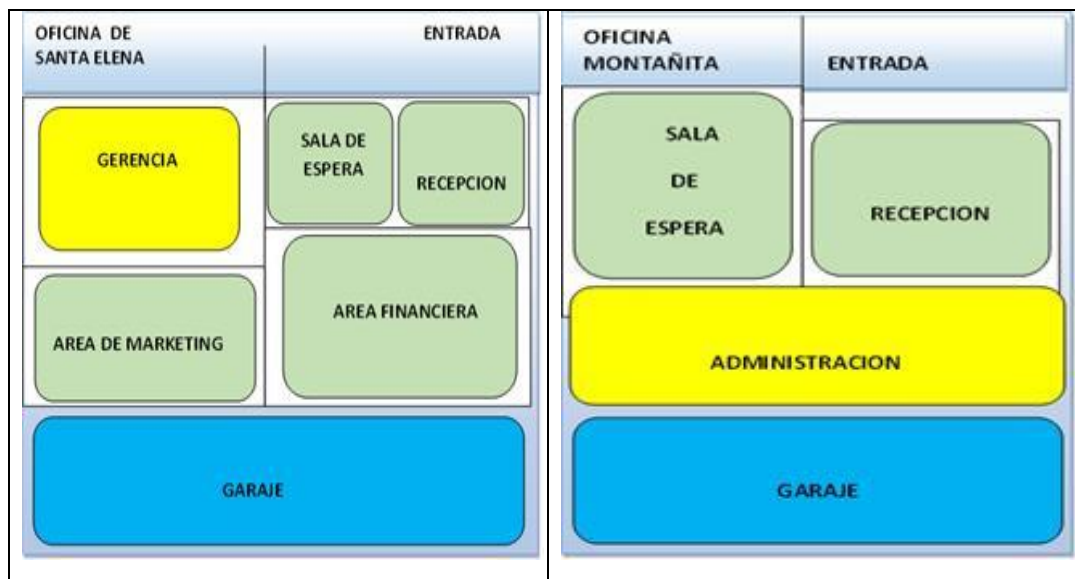 OFICINA DE
SANTA ELENA
ENTRADA
GERENCIA
SALA DE
ESPERA
RECEPCION
AREA DE MARKETING
AREA FINANCIERA
GARAJE
OFICINA
MONTAÑITA
ENTRADA
SALA
DE
ESPERA
RECEPCION
ADMINISTRACION
GARAJE